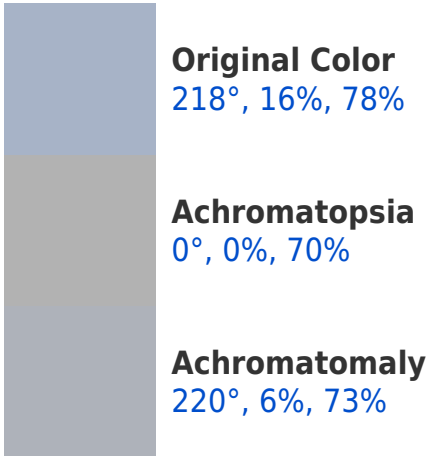 Original Color
218°, 16%, 78%
Achromatopsia
0°, 0%, 70%
Achromatomaly
220°, 6%, 73%